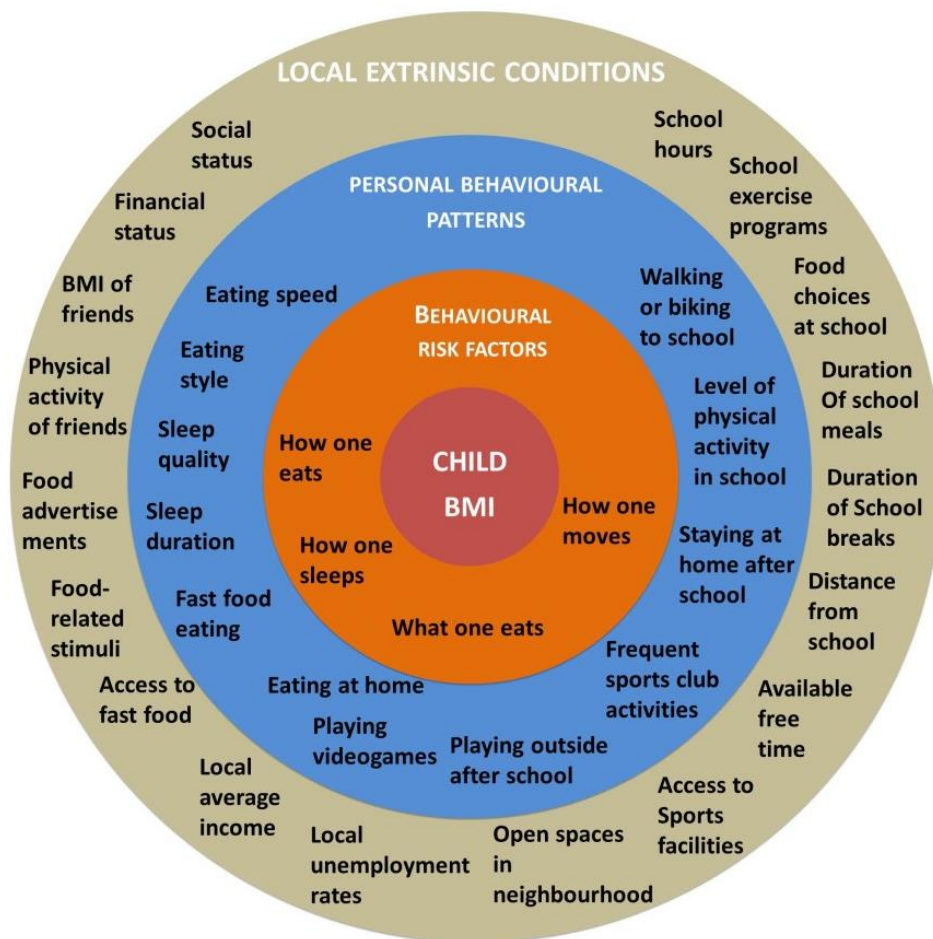 LOCAL EXTRINSIC CONDITIONS
Social
status
Financial
status
BMI of
friends
Physical
activity
of friends
Food
advertise
ments
Food-
related
stimuli
Access to
fast food
Local
average
income
Local
unemployment
rates
Open spaces
in
neighbourhood
Access to
Sports
facilities
Available
free
time
Distance
from
school
Duration
of School
breaks
Duration
Of school
meals
Food
choices
at school
School
exercise
programs
School
hours
PERSONAL BEHAVIOURAL
PATTERNS
Eating speed
Eating
style
Sleep
quality
Sleep
duration
Fast food
eating
Eating at home
Playing
videogames
Playing outside
after school
Frequent
sports club
activities
Staying at
home after
school
Level of
physical
activity
in school
Walking
or biking
to school
BEHAVIOURAL
RISK FACTORS
How one
eats
How one
sleeps
What one eats
How one
moves
CHILD
BMI